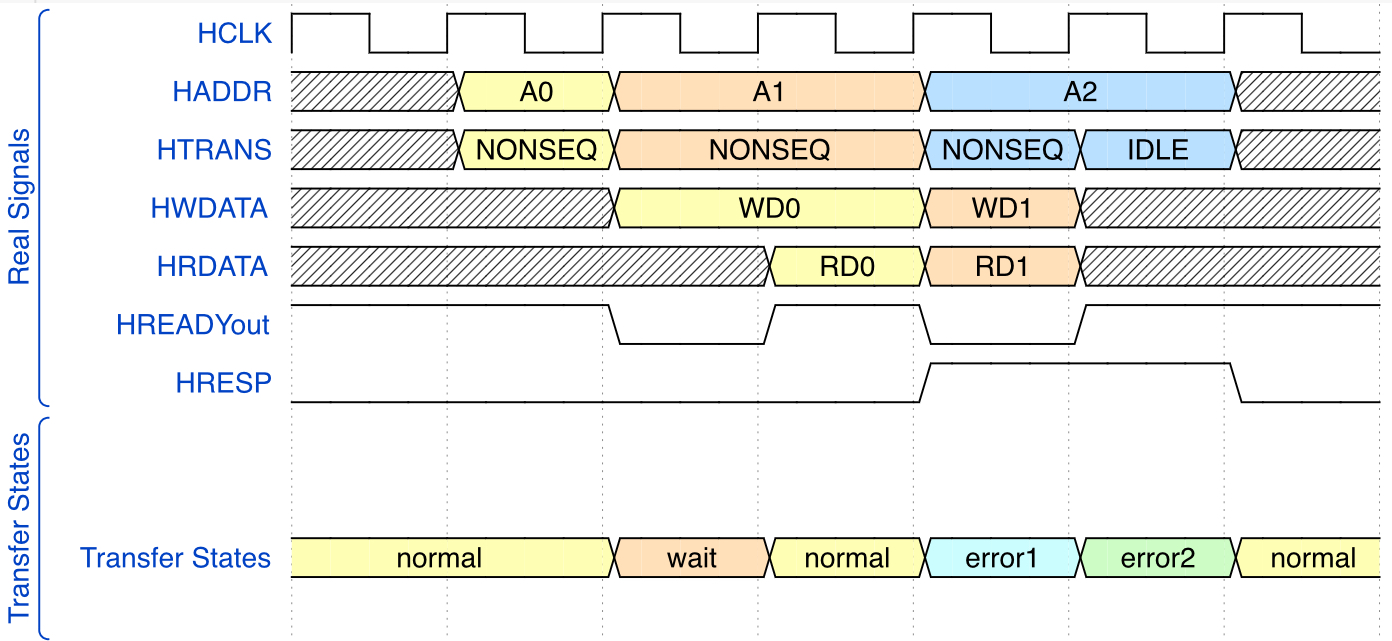 Real Signals
HCLK
HADDR A0 A1 A2
HTRANS NONSEQ NONSEQ NONSEQ IDLE
HWDATA WD0 WD1
HRDATA RD0 RD1
HREADYout
HRESP
Transfer States
Transfer States normal wait normal error1 error2 normal